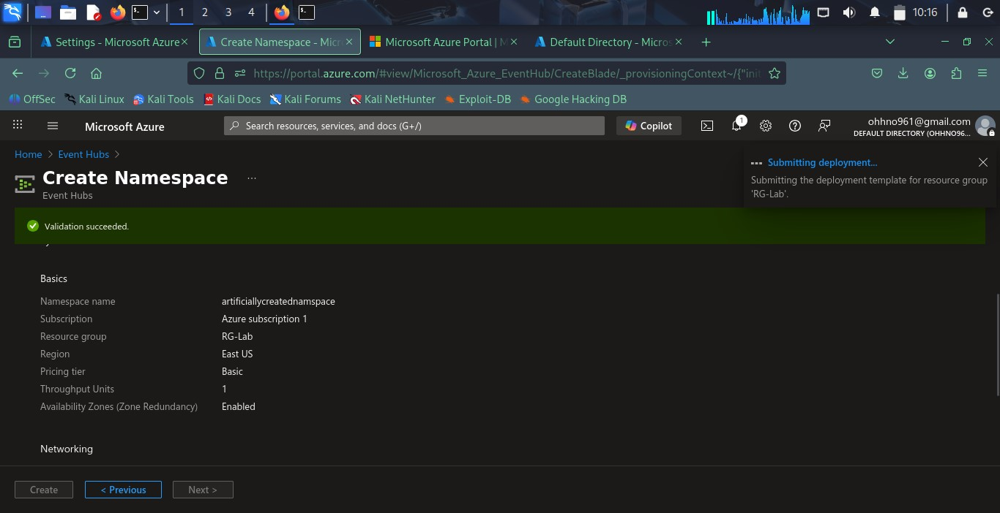 1 2 3 4 10:16
Settings - Microsoft Azure Create Namespace - Micr Microsoft Azure Portal | M Default Directory - Micros
https://portal.azure.com/#view/Microsoft_Azure_EventHub/CreateBlade/_provisioningContext~/{"init
OffSec Kali Linux Kali Tools Kali Docs Kali Forums Kali NetHunter Exploit-DB Google Hacking DB
Microsoft Azure Search resources, services, and docs (G+/) Copilot 1 ohhno961@gmail.com
DEFAULT DIRECTORY (OHHNO96...
Home > Event Hubs >
Create Namespace ...
Event Hubs
Submitting deployment...
Submitting the deployment template for resource group
'RG-Lab'.
Validation succeeded.
Basics
Namespace name artificiallycreatednamspace
Subscription Azure subscription 1
Resource group RG-Lab
Region East US
Pricing tier Basic
Throughput Units 1
Availability Zones (Zone Redundancy) Enabled
Networking
Create < Previous Next >